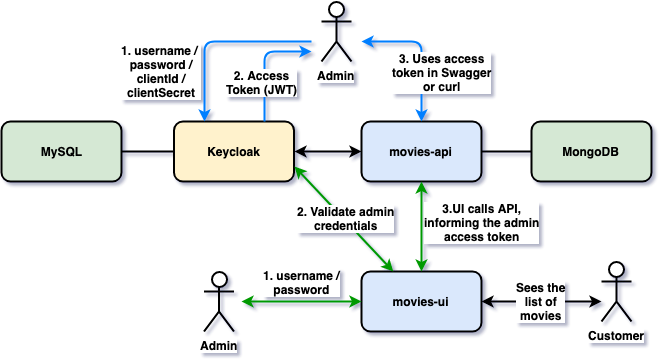 Admin
1. username /
password /
clientId /
clientSecret
2. Access
Token (JWT)
3. Uses access
token in Swagger
or curl
MySQL
Keycloak
movies-api
MongoDB
2. Validate admin
credentials
3.UI calls API,
informing the admin
access token
1. username /
password
Admin
movies-ui
Sees the
list of
movies
Customer